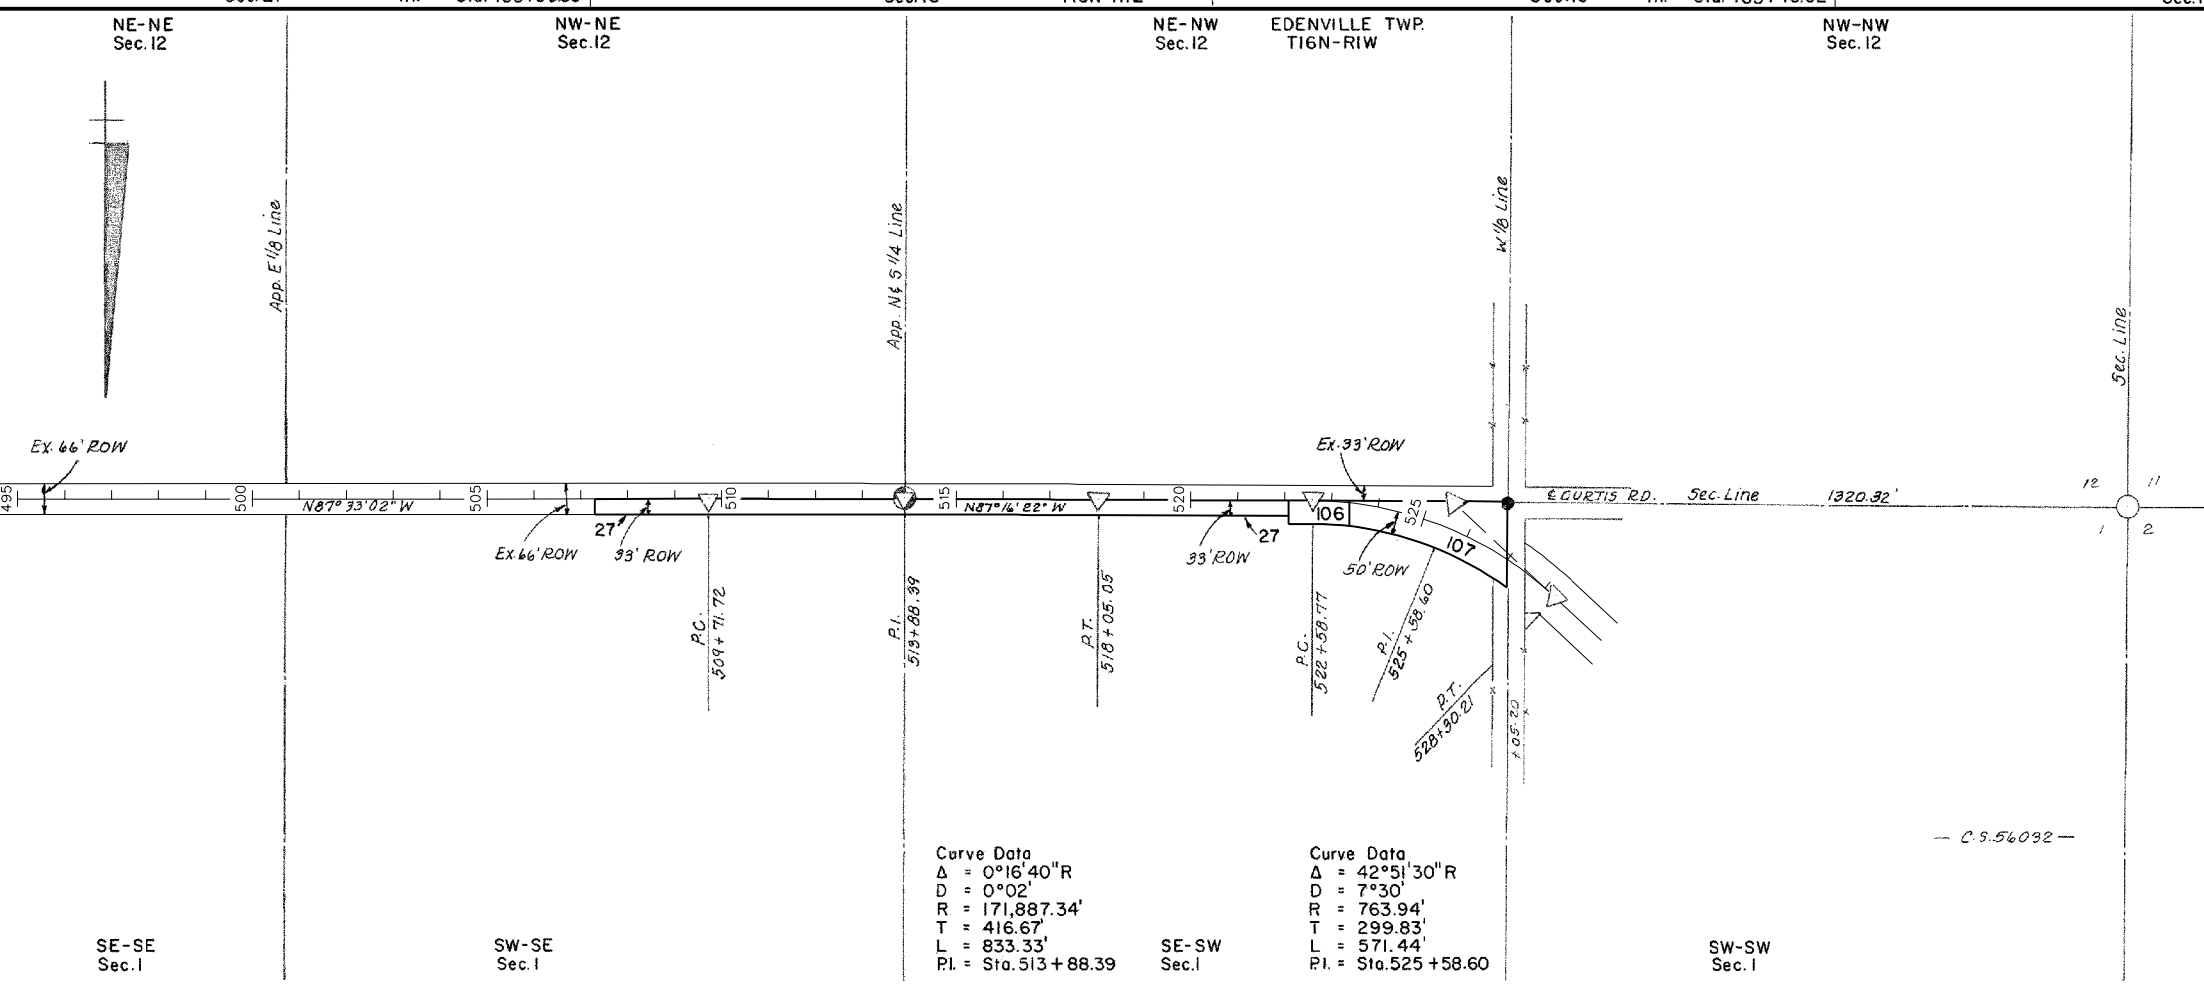 NE-NE
Sec.12
NW-NE
Sec.12
NE-NW
Sec.12
EDENVILLE TWP.
T16N-R1W
NW-NW
Sec.12
App. E 1/8 Line
App. N & S 1/4 Line
W 1/8 Line
Sec. Line
Ex. 66' ROW
Ex. 33' ROW
495
500
505
510
515
520
525
N87° 33'02" W
N87° 16' 22" W
106
107
℄ CURTIS RD.
Sec. Line
1320.32'
12
11
1
2
27
27
Ex. 66' ROW
33' ROW
33' ROW
50' ROW
P.C.
509+71.72
P.I.
513+88.39
P.T.
518+05.05
P.C.
522+58.77
P.I.
525+58.60
P.T.
528+30.21
+05.20
— C.S. 56032 —
Curve Data
Δ = 0°16'40"R
D = 0°02'
R = 171,887.34'
T = 416.67'
L = 833.33'
P.I. = Sta.513+88.39
Curve Data
Δ = 42°51'30"R
D = 7°30'
R = 763.94'
T = 299.83'
L = 571.44'
P.I. = Sta.525+58.60
SE-SE
Sec.1
SW-SE
Sec.1
SE-SW
Sec.1
SW-SW
Sec.1